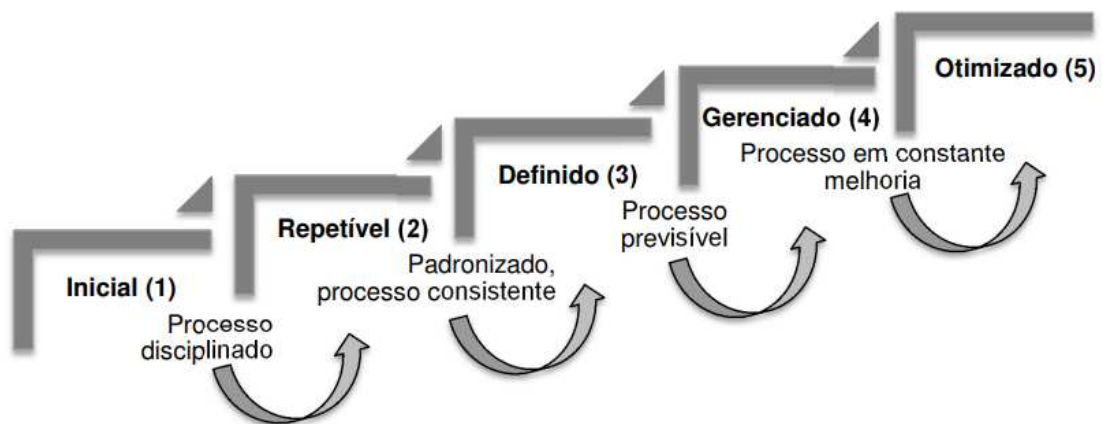 Inicial (1)
Processo
disciplinado
Repetível (2)
Padronizado,
processo consistente
Definido (3)
Processo
previsível
Gerenciado (4)
Processo em constante
melhoria
Otimizado (5)